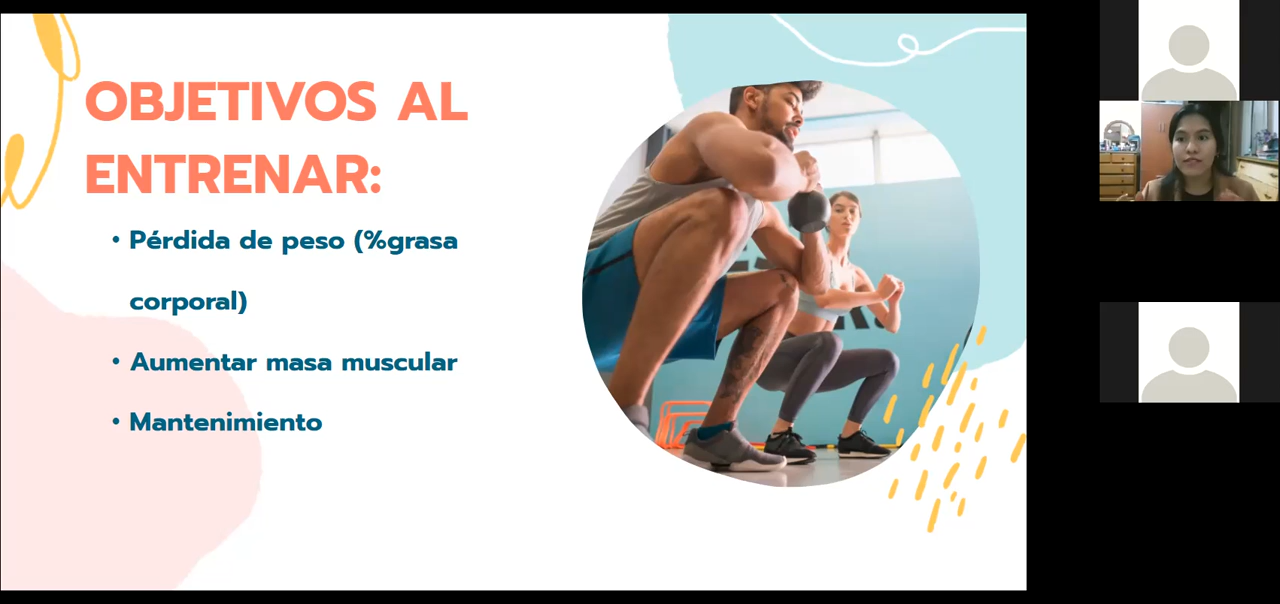 OBJETIVOS AL
ENTRENAR:
• Pérdida de peso (%grasa
corporal)
• Aumentar masa muscular
• Mantenimiento